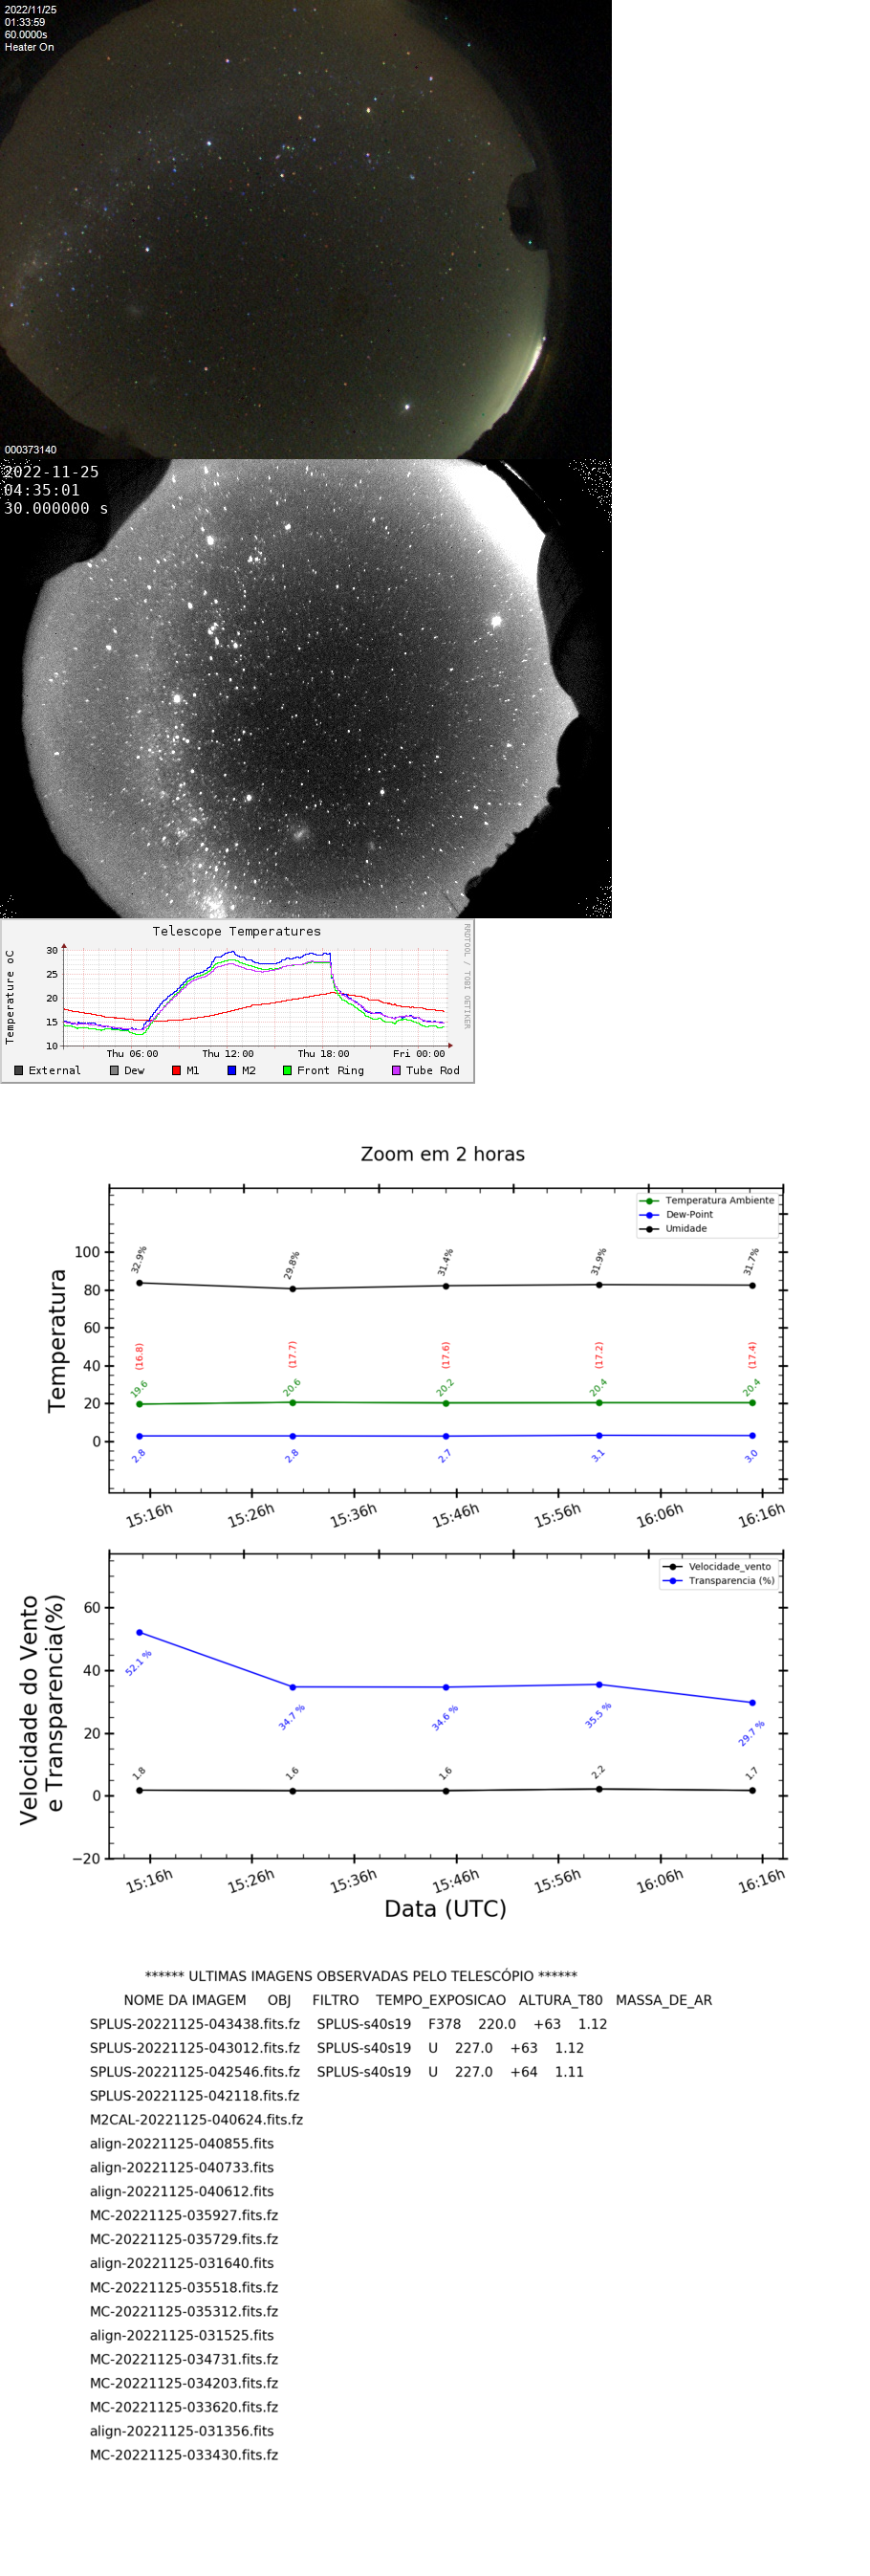 2022/11/25
01:33:59
60.0000s
Heater On
000373140
2022-11-25
04:35:01
30.000000 s
Telescope Temperatures
RRDTOOL / TOBI OETIKER
Temperature oC
30
25
20
15
10
Thu 06:00 Thu 12:00 Thu 18:00 Fri 00:00
External Dew M1 M2 Front Ring Tube Rod
Zoom em 2 horas
Temperatura Ambiente
Dew-Point
Umidade
Temperatura
100
80
60
40
20
0
32.9% 29.8% 31.4% 31.9% 31.7%
(16.8) (17.7) (17.6) (17.2) (17.4)
19.6 20.6 20.2 20.4 20.4
2.8 2.8 2.7 3.1 3.0
15:16h 15:26h 15:36h 15:46h 15:56h 16:06h 16:16h
Velocidade_vento
Transparencia (%)
Velocidade do Vento
e Transparencia(%)
60
40
20
0
−20
52.1 % 34.7 % 34.6 % 35.5 % 29.7 %
1.8 1.6 1.6 2.2 1.7
15:16h 15:26h 15:36h 15:46h 15:56h 16:06h 16:16h
Data (UTC)
****** ULTIMAS IMAGENS OBSERVADAS PELO TELESCÓPIO ******
NOME DA IMAGEM OBJ FILTRO TEMPO_EXPOSICAO ALTURA_T80 MASSA_DE_AR
SPLUS-20221125-043438.fits.fz SPLUS-s40s19 F378 220.0 +63 1.12
SPLUS-20221125-043012.fits.fz SPLUS-s40s19 U 227.0 +63 1.12
SPLUS-20221125-042546.fits.fz SPLUS-s40s19 U 227.0 +64 1.11
SPLUS-20221125-042118.fits.fz
M2CAL-20221125-040624.fits.fz
align-20221125-040855.fits
align-20221125-040733.fits
align-20221125-040612.fits
MC-20221125-035927.fits.fz
MC-20221125-035729.fits.fz
align-20221125-031640.fits
MC-20221125-035518.fits.fz
MC-20221125-035312.fits.fz
align-20221125-031525.fits
MC-20221125-034731.fits.fz
MC-20221125-034203.fits.fz
MC-20221125-033620.fits.fz
align-20221125-031356.fits
MC-20221125-033430.fits.fz